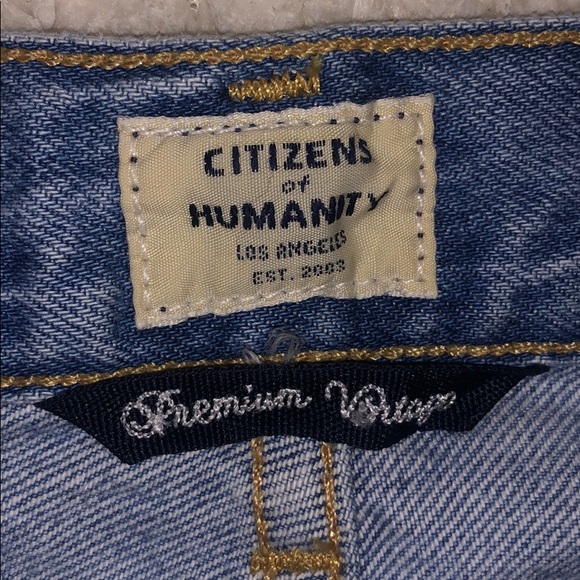 CITIZENS
of
HUMANITY
LOS ANGELES
EST. 2003
Premium Vintage